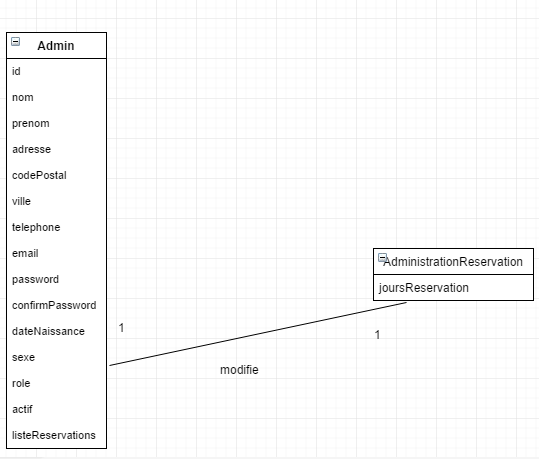 Admin
id
nom
prenom
adresse
codePostal
ville
telephone
email
password
confirmPassword
dateNaissance
sexe
role
actif
listeReservations
1
modifie
1
AdministrationReservation
joursReservation